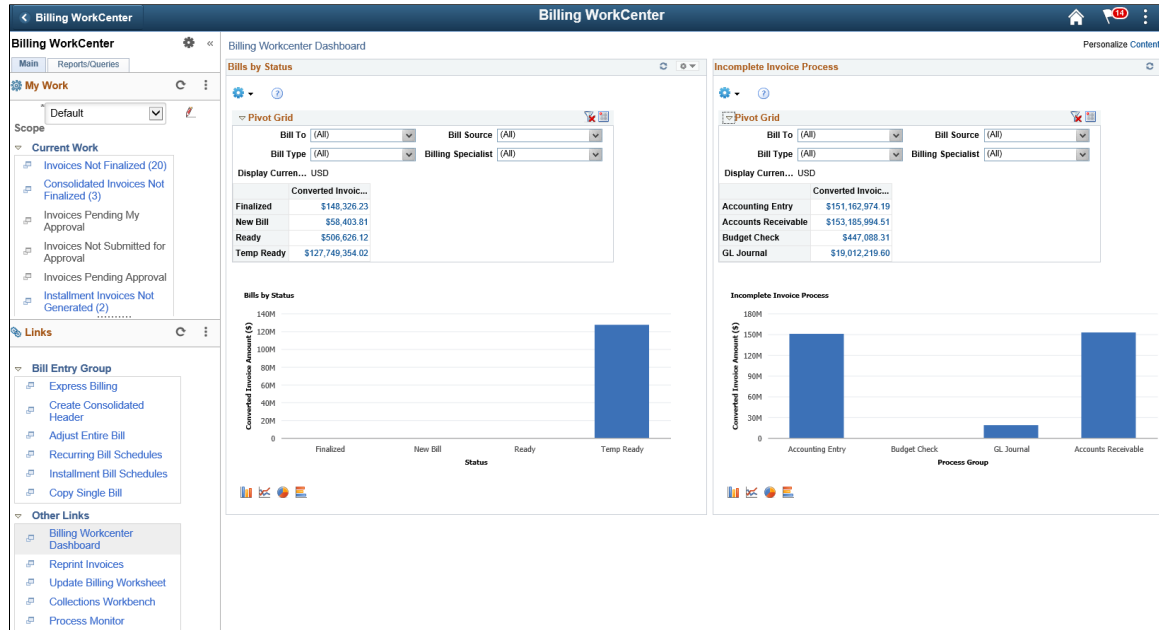 Billing WorkCenter
Billing WorkCenter
14
Billing WorkCenter
«
Main
Reports/Queries
My Work
Default
Scope
Current Work
Invoices Not Finalized (20)
Consolidated Invoices Not
Finalized (3)
Invoices Pending My
Approval
Invoices Not Submitted for
Approval
Invoices Pending Approval
Installment Invoices Not
Generated (2)
Links
Bill Entry Group
Express Billing
Create Consolidated
Header
Adjust Entire Bill
Recurring Bill Schedules
Installment Bill Schedules
Copy Single Bill
Other Links
Billing Workcenter
Dashboard
Reprint Invoices
Update Billing Worksheet
Collections Workbench
Process Monitor
Billing Workcenter Dashboard
Personalize Content
Bills by Status
?
Pivot Grid
Bill To (All) Bill Source (All)
Bill Type (All) Billing Specialist (All)
Display Curren... USD
Converted Invoic...
Finalized $148,326.23
New Bill $58,403.81
Ready $506,626.12
Temp Ready $127,749,354.02
Bills by Status
Converted Invoice Amount ($)
140M
120M
100M
80M
60M
40M
20M
0
Finalized New Bill Ready Temp Ready
Status
Incomplete Invoice Process
?
Pivot Grid
Bill To (All) Bill Source (All)
Bill Type (All) Billing Specialist (All)
Display Curren... USD
Converted Invoic...
Accounting Entry $151,162,974.19
Accounts Receivable $153,185,994.51
Budget Check $447,088.31
GL Journal $19,012,219.60
Incomplete Invoice Process
Converted Invoice Amount ($)
180M
150M
120M
90M
60M
30M
0
Accounting Entry Budget Check GL Journal Accounts Receivable
Process Group